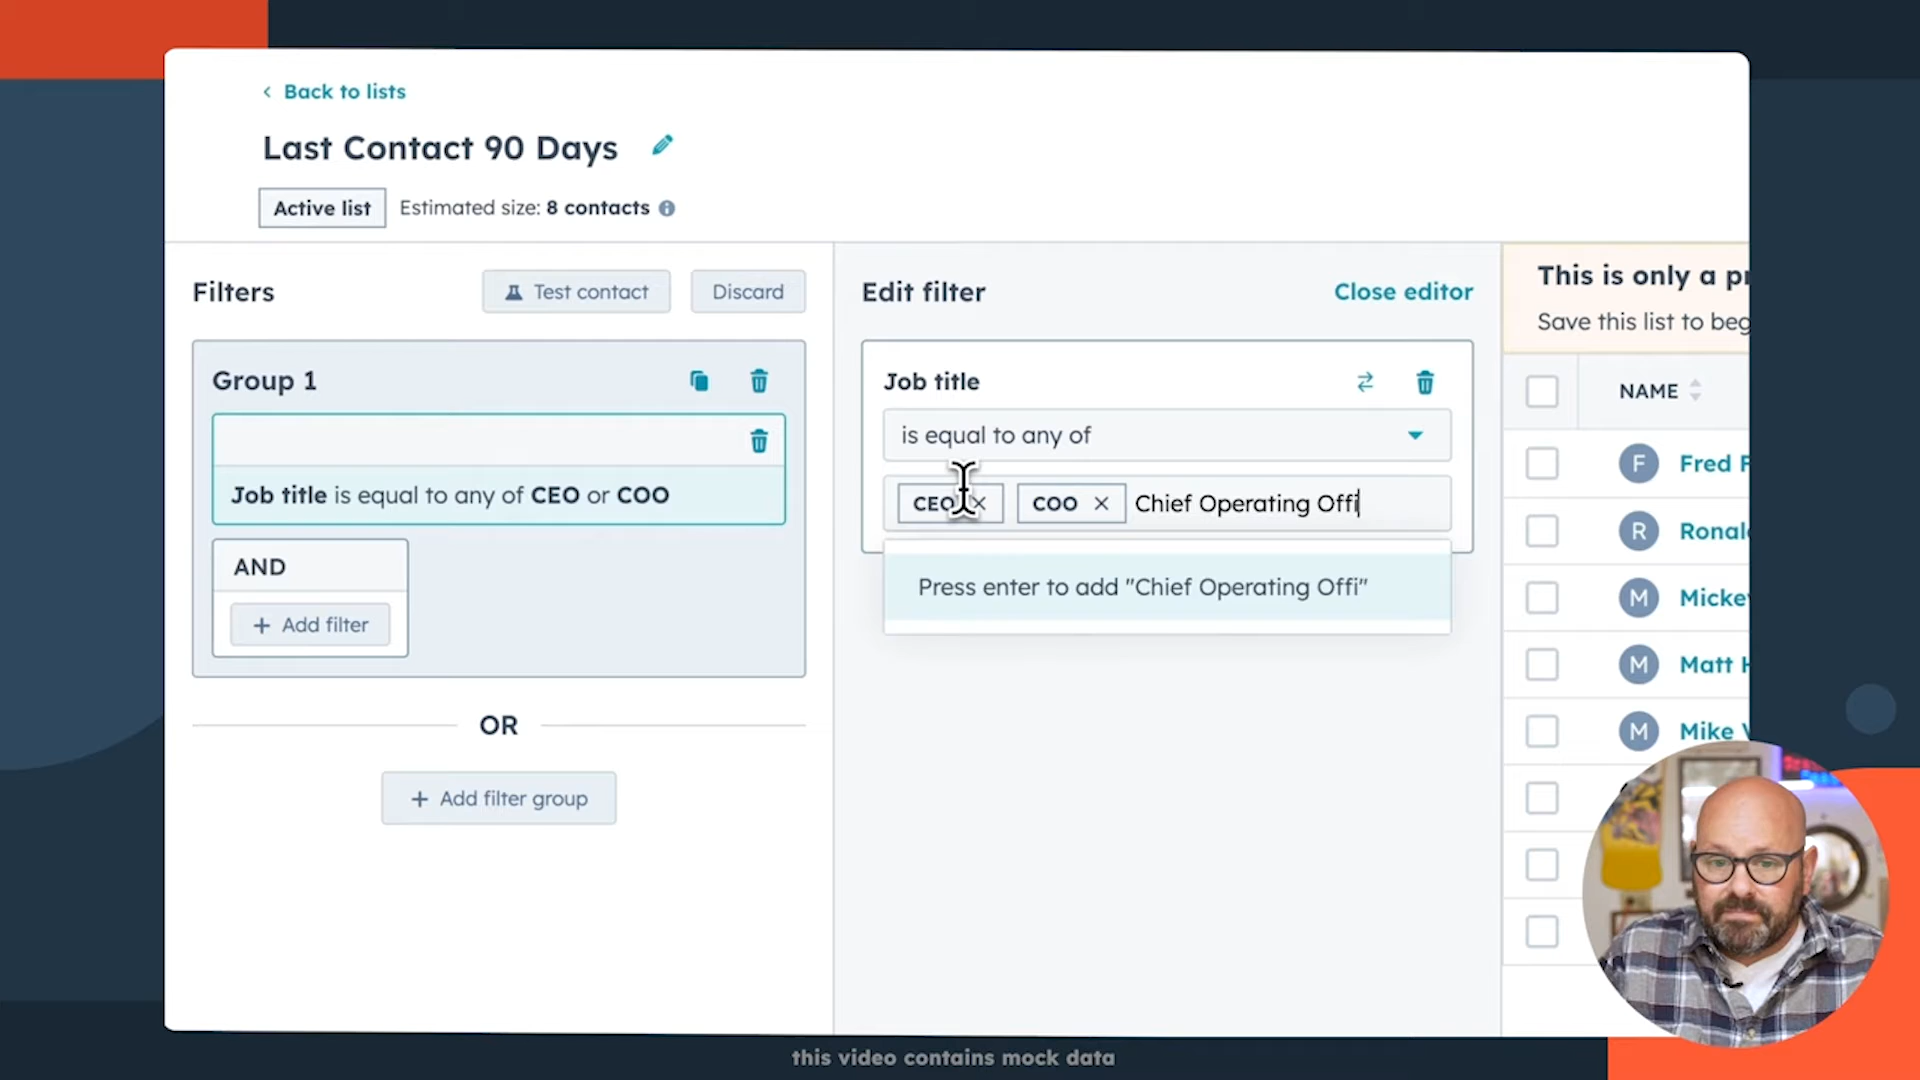 Back to lists
Last Contact 90 Days
Active list
Estimated size: 8 contacts
Filters
Test contact
Discard
Group 1
Job title is equal to any of CEO or COO
AND
+ Add filter
OR
+ Add filter group
Edit filter
Close editor
Job title
is equal to any of
CEO
COO
Chief Operating Offi
Press enter to add "Chief Operating Offi"
This is only a
Save this list to
NAME
F
Fred
R
M
M
Matt
M
Mike
this video contains mock data